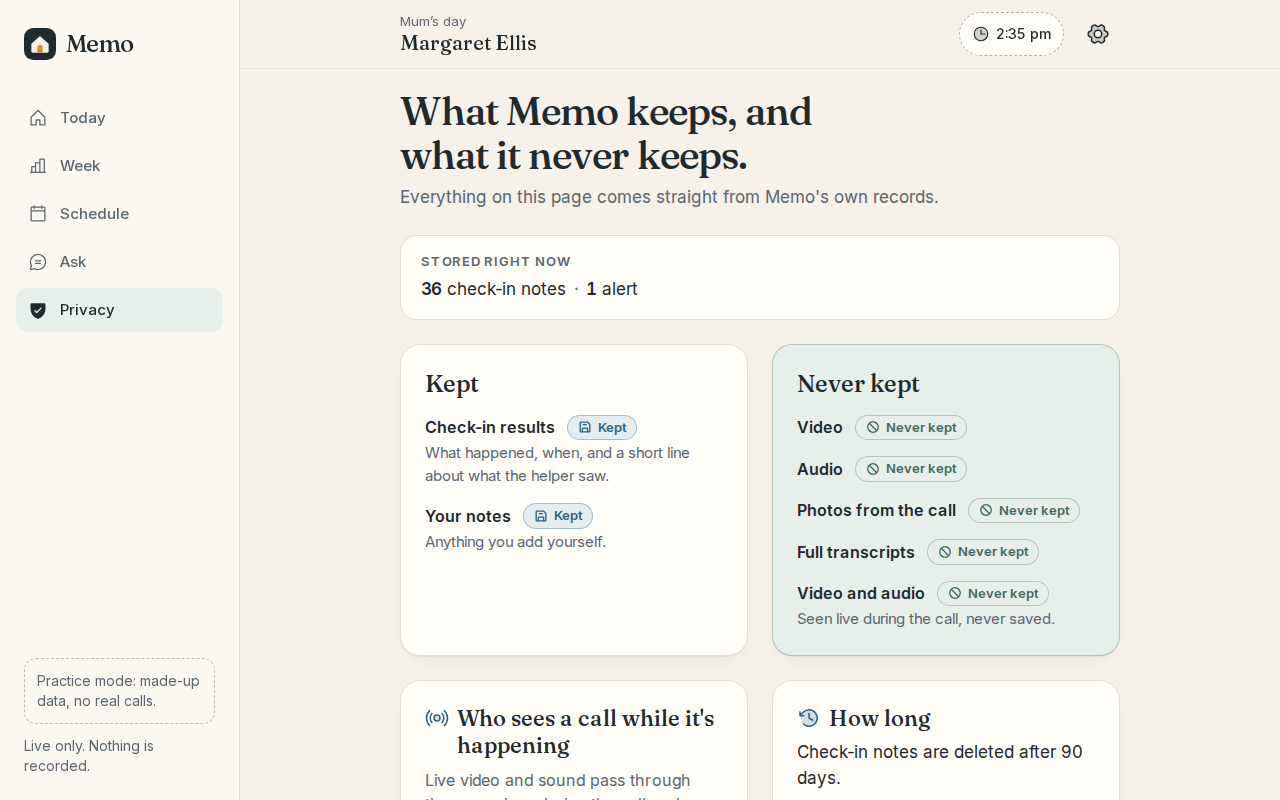 Memo
Today
Week
Schedule
Ask
Privacy
Practice mode: made-up
data, no real calls.
Live only. Nothing is
recorded.
Mum's day
Margaret Ellis
2:35 pm
What Memo keeps, and
what it never keeps.
Everything on this page comes straight from Memo's own records.
STORED RIGHT NOW
36 check-in notes · 1 alert
Kept
Check-in results Kept
What happened, when, and a short line
about what the helper saw.
Your notes Kept
Anything you add yourself.
Never kept
Video Never kept
Audio Never kept
Photos from the call Never kept
Full transcripts Never kept
Video and audio Never kept
Seen live during the call, never saved.
Who sees a call while it's
happening
Live video and sound pass through
How long
Check-in notes are deleted after 90
days.